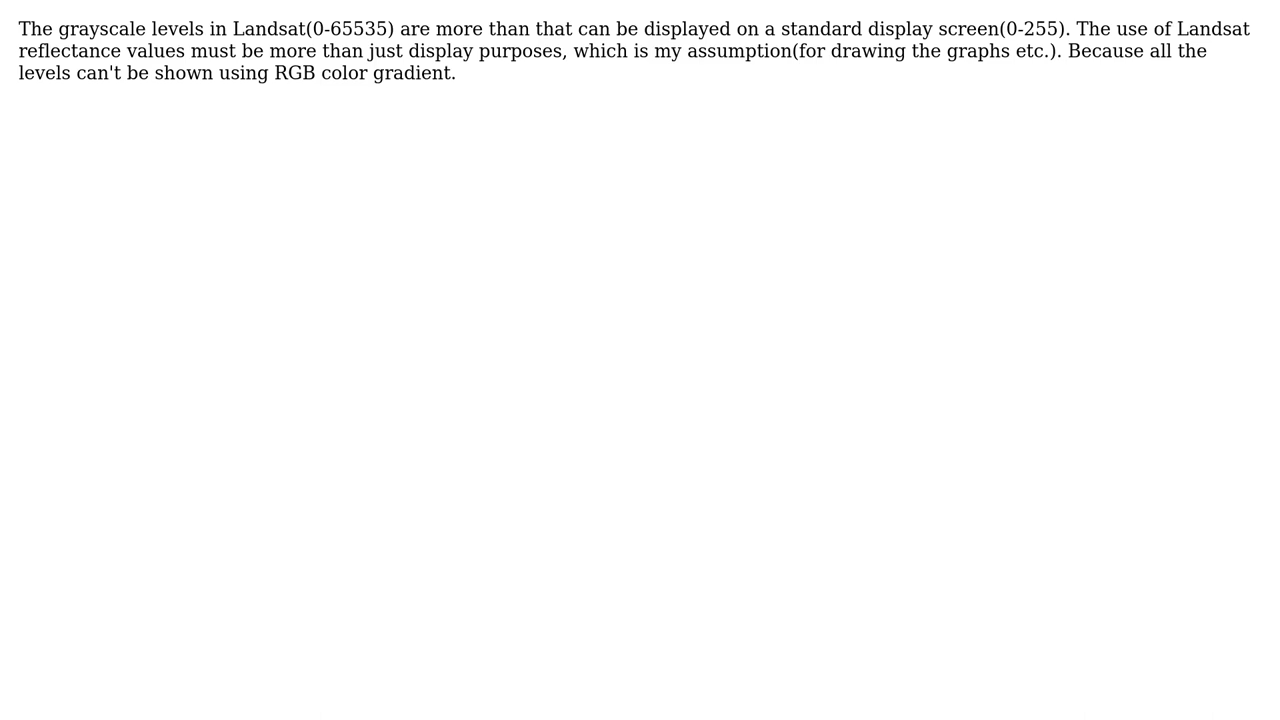 The grayscale levels in Landsat(0-65535) are more than that can be displayed on a standard display screen(0-255). The use of Landsat
reflectance values must be more than just display purposes, which is my assumption(for drawing the graphs etc.). Because all the
levels can't be shown using RGB color gradient.